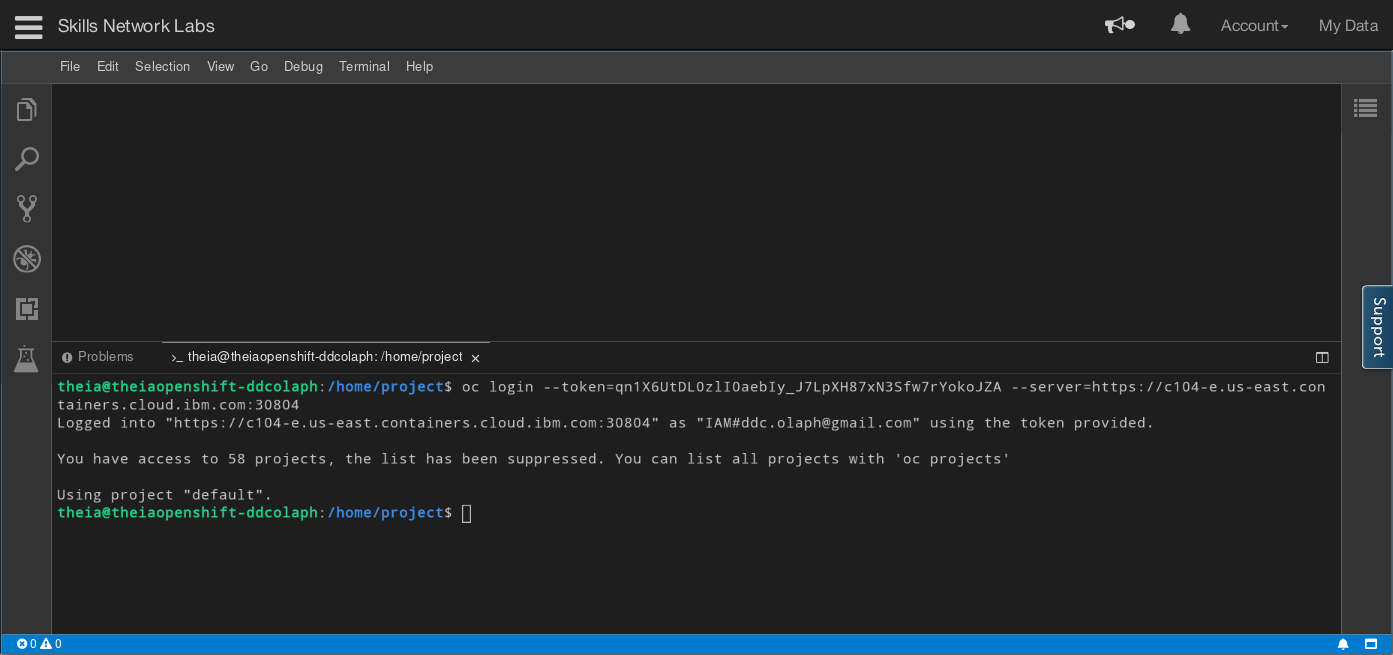 Skills Network Labs
Account
My Data
File Edit Selection View Go Debug Terminal Help
Support
Problems
>_ theia@theiaopenshift-ddcolaph: /home/project ×
theia@theiaopenshift-ddcolaph:/home/project$ oc login --token=qn1X6UtDLOzlIOaebIy_J7LpXH87xN3Sfw7rYokoJZA --server=https://c104-e.us-east.con
tainers.cloud.ibm.com:30804
Logged into "https://c104-e.us-east.containers.cloud.ibm.com:30804" as "IAM#ddc.olaph@gmail.com" using the token provided.
You have access to 58 projects, the list has been suppressed. You can list all projects with 'oc projects'
Using project "default".
theia@theiaopenshift-ddcolaph:/home/project$
0 0